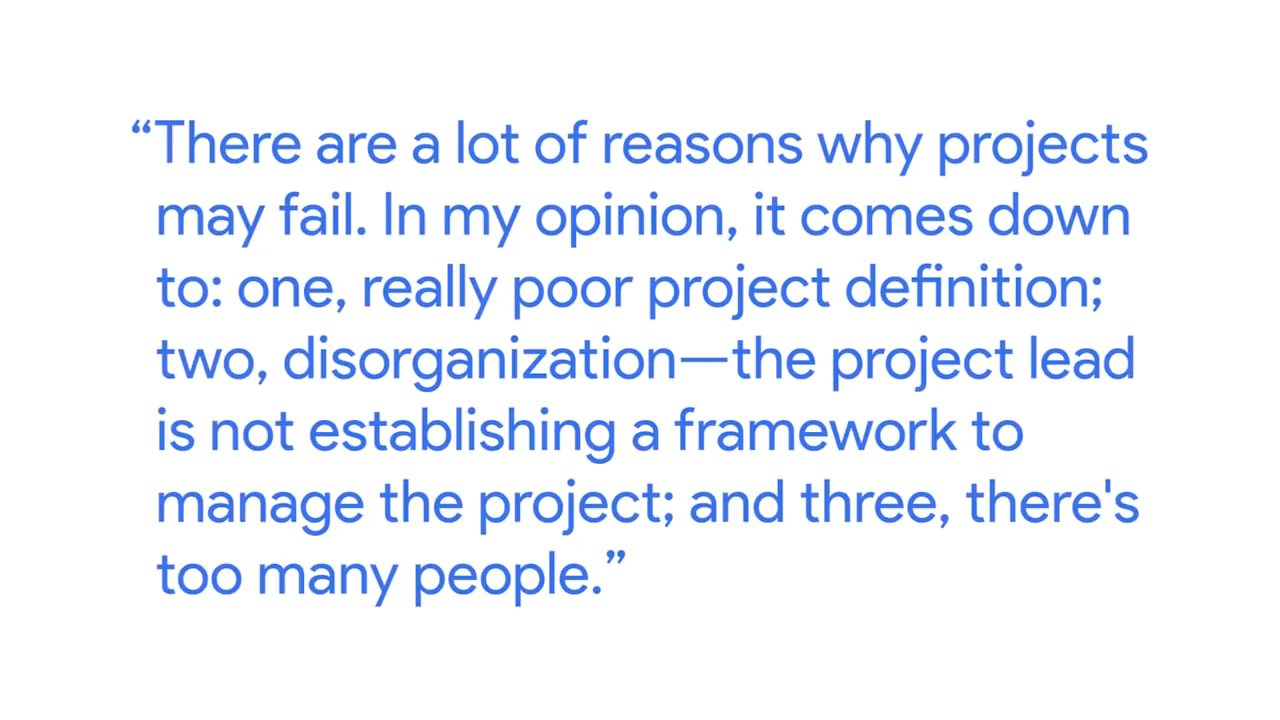 “There are a lot of reasons why projects
may fail. In my opinion, it comes down
to: one, really poor project definition;
two, disorganization—the project lead
is not establishing a framework to
manage the project; and three, there's
too many people.”